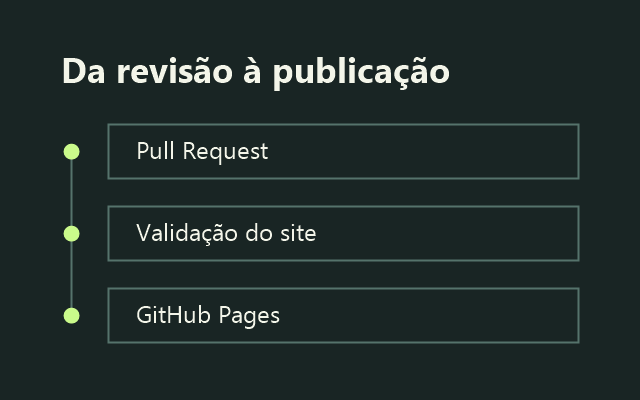 Da revisão à publicação
Pull Request
Validação do site
GitHub Pages